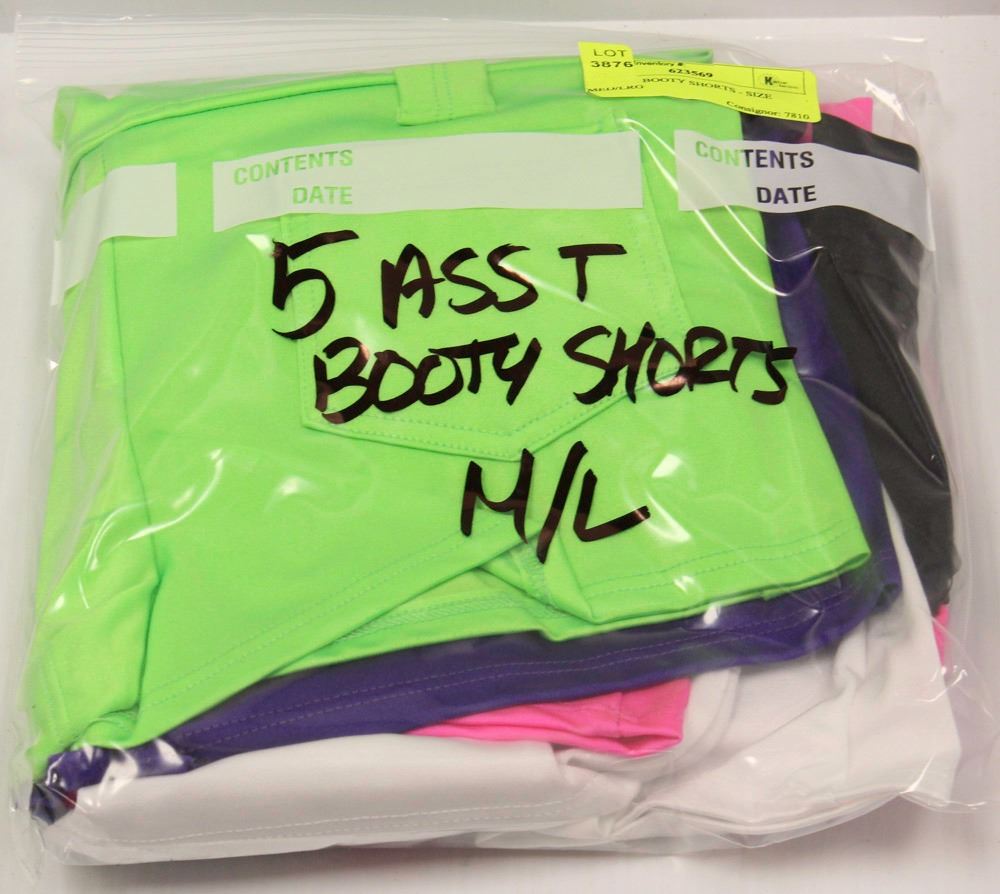 LOT
3876 Inventory #
623569
BOOTY SHORTS - SIZE
MED/LRG
Consignor: 7810
CONTENTS
DATE
CONTENTS
DATE
5 ASST
BOOTY SHORTS
M/L